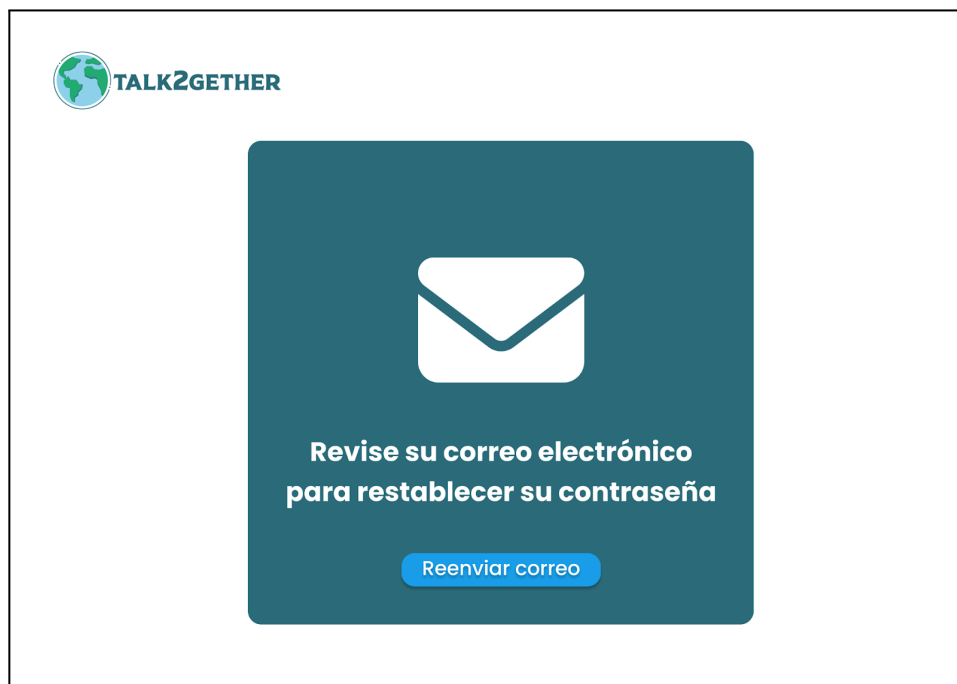 TALK2GETHER
Revise su correo electrónico
para restablecer su contraseña
Reenviar correo